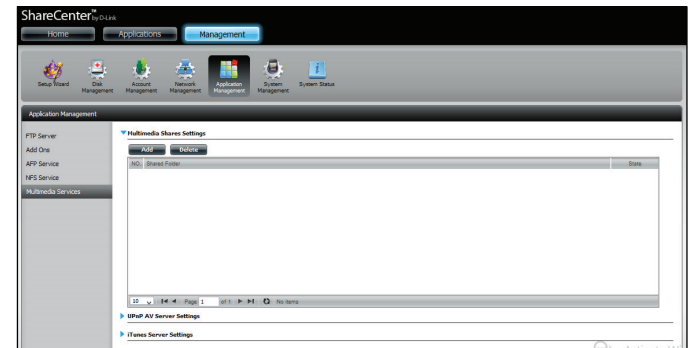 ShareCenter™ by D-Link
Home Applications Management
Setup Wizard Disk Management Account Management Network Management Application Management System Management System Status
Application Management
FTP Server
Add Ons
AFP Service
NFS Service
Multimedia Services
Multimedia Shares Settings
Add Delete
NO. Shared Folder State
10 Page 1 of 1 No items
UPnP AV Server Settings
iTunes Server Settings